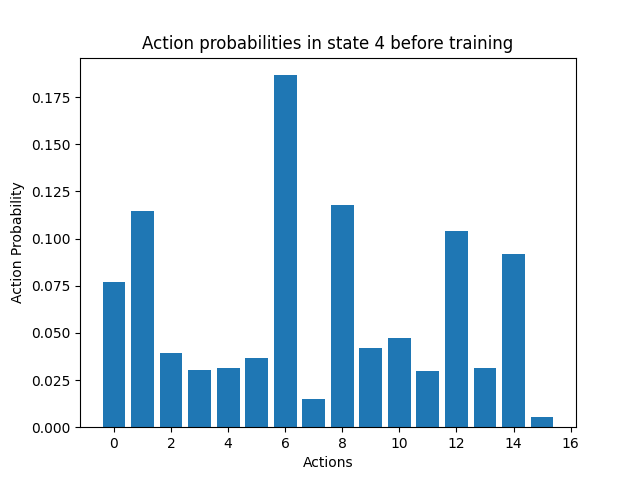 Action probabilities in state 4 before training
0.175
0.150
0.125
0.100
0.075
0.050
0.025
0.000
Action Probability
0 2 4 6 8 10 12 14 16
Actions